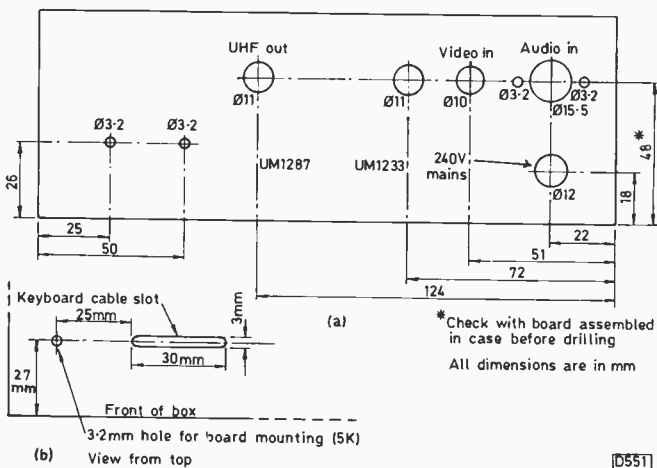 UHF out
Video in
Audio in
Ø11
Ø11
Ø10
Ø3·2
Ø15·5
Ø3·2
Ø3·2
Ø3·2
UM1287
UM1233
240V
mains
Ø12
26
48*
18
25
50
22
51
72
124
Keyboard cable slot
25mm
3mm
30mm
27
mm
Front of box
3·2mm hole for board mounting (5K)
(b) View from top
(a)
*Check with board assembled
in case before drilling
All dimensions are in mm
D551